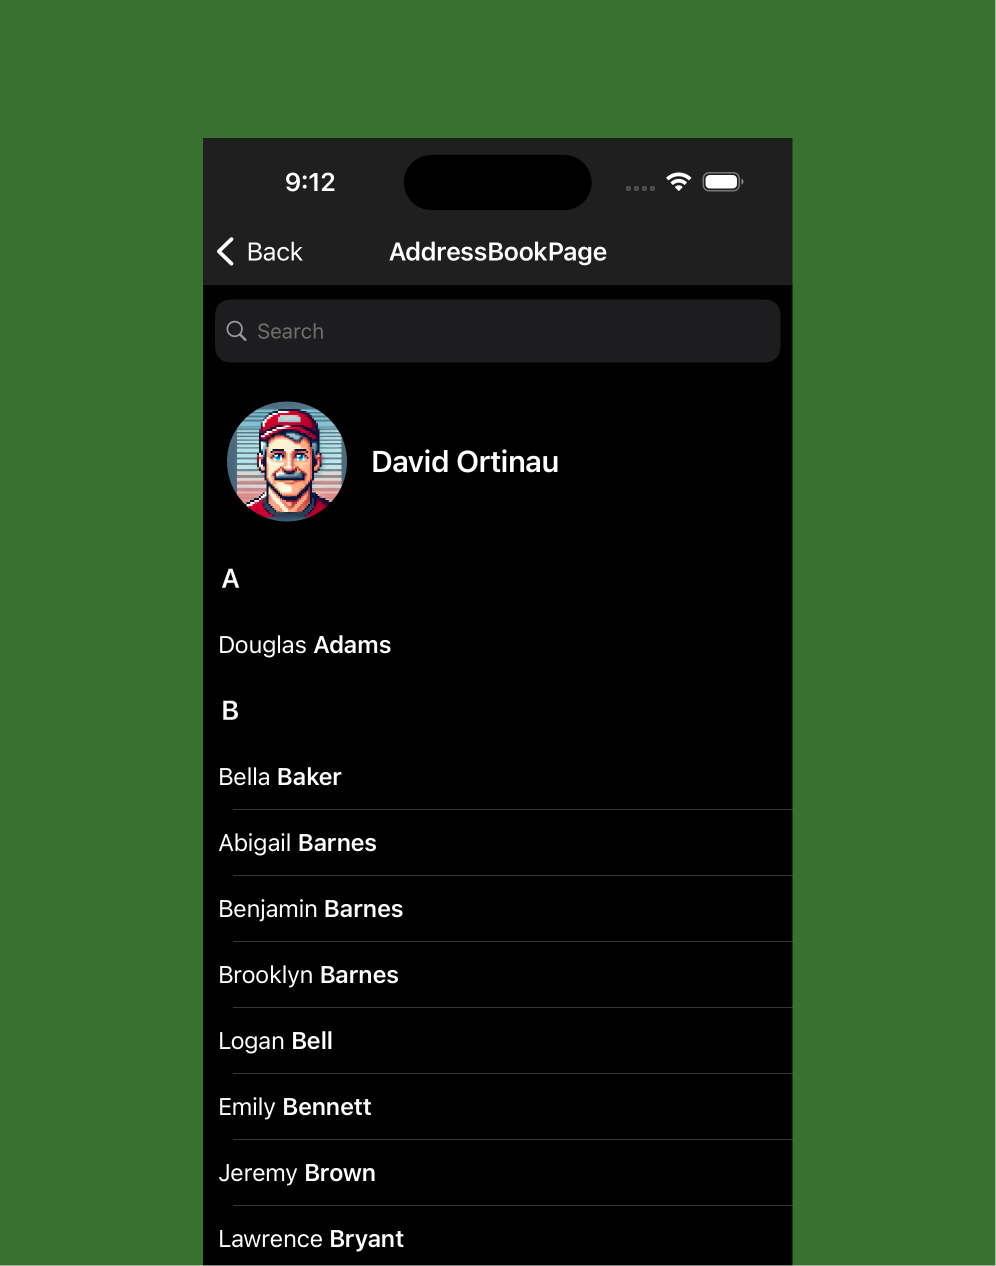 9:12
Back
AddressBookPage
Search
David Ortinau
A
Douglas Adams
B
Bella Baker
Abigail Barnes
Benjamin Barnes
Brooklyn Barnes
Logan Bell
Emily Bennett
Jeremy Brown
Lawrence Bryant